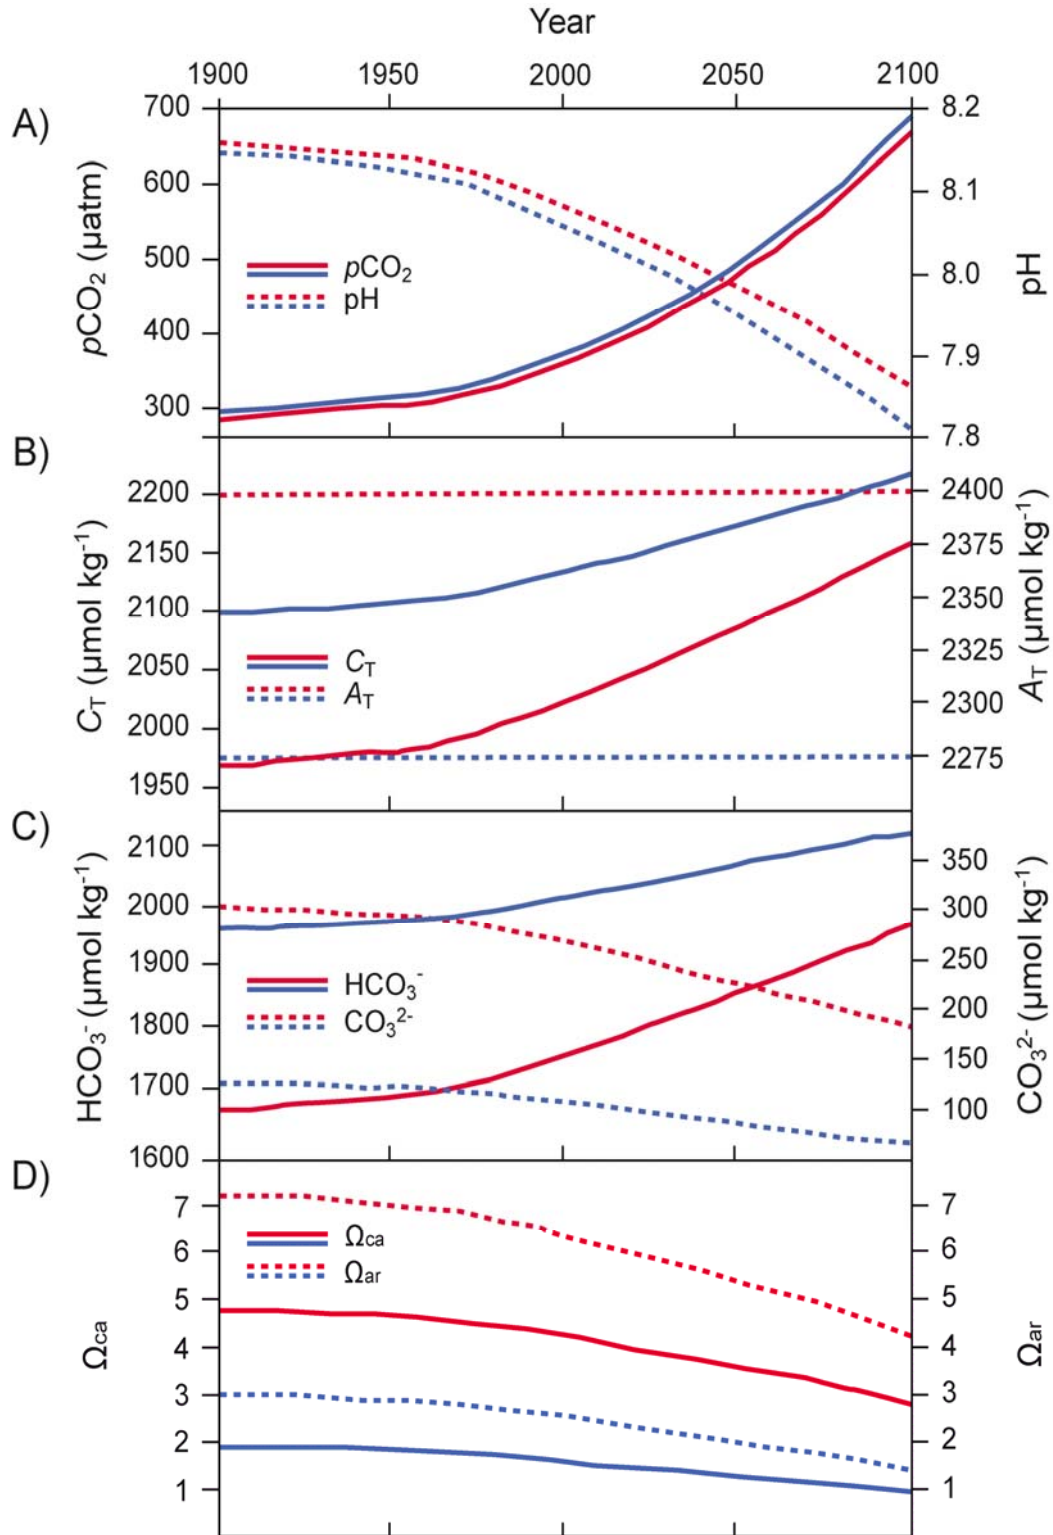 Year
1900 1950 2000 2050 2100
A)
700
600
500
400
300
pCO₂ (µatm)
pCO₂
pH
8.2
8.1
8.0
7.9
7.8
pH
B)
2200
2150
2100
2050
2000
1950
C_T (µmol kg⁻¹)
C_T
A_T
2400
2375
2350
2325
2300
2275
A_T (µmol kg⁻¹)
C)
2100
2000
1900
1800
1700
1600
HCO₃⁻ (µmol kg⁻¹)
HCO₃⁻
CO₃²⁻
350
300
250
200
150
100
CO₃²⁻ (µmol kg⁻¹)
D)
7
6
5
4
3
2
1
Ωca
Ωca
Ωar
7
6
5
4
3
2
1
Ωar